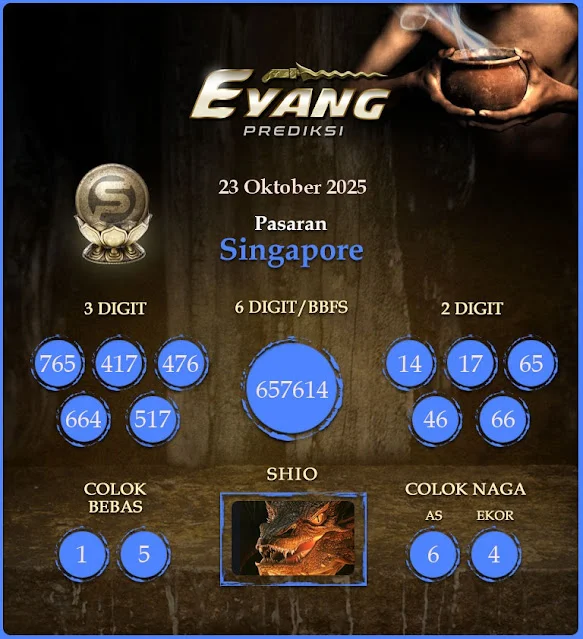 EYANG
PREDIKSI
23 Oktober 2025
Pasaran
Singapore
3 DIGIT
765 417 476
664 517
6 DIGIT/BBFS
657614
2 DIGIT
14 17 65
46 66
COLOK
BEBAS
1 5
SHIO
COLOK NAGA
AS EKOR
6 4